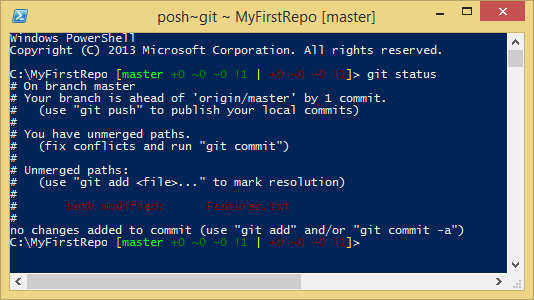 posh~git ~ MyFirstRepo [master]
Windows PowerShell
Copyright (C) 2013 Microsoft Corporation. All rights reserved.
C:\MyFirstRepo [master +0 ~0 -0 !1 | +0 ~0 -0 !1]> git status
# On branch master
# Your branch is ahead of 'origin/master' by 1 commit.
#   (use "git push" to publish your local commits)
#
# You have unmerged paths.
#   (fix conflicts and run "git commit")
#
# Unmerged paths:
#   (use "git add <file>..." to mark resolution)
#
#       both modified:      Features.txt
#
no changes added to commit (use "git add" and/or "git commit -a")
C:\MyFirstRepo [master +0 ~0 -0 !1 | +0 ~0 -0 !1]>